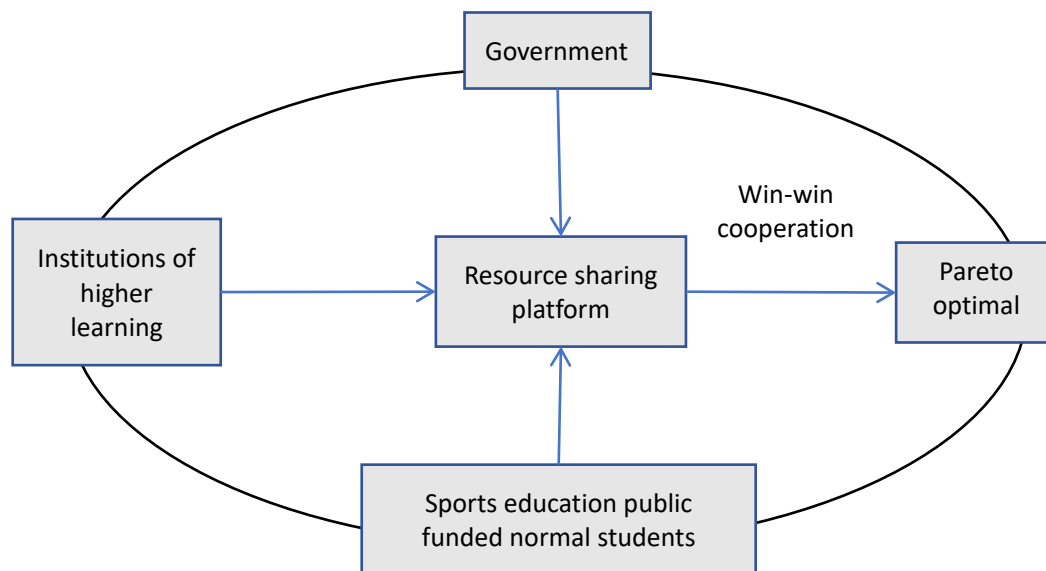 Government
Win-win
cooperation
Institutions of
higher
learning
Resource sharing
platform
Pareto
optimal
Sports education public
funded normal students